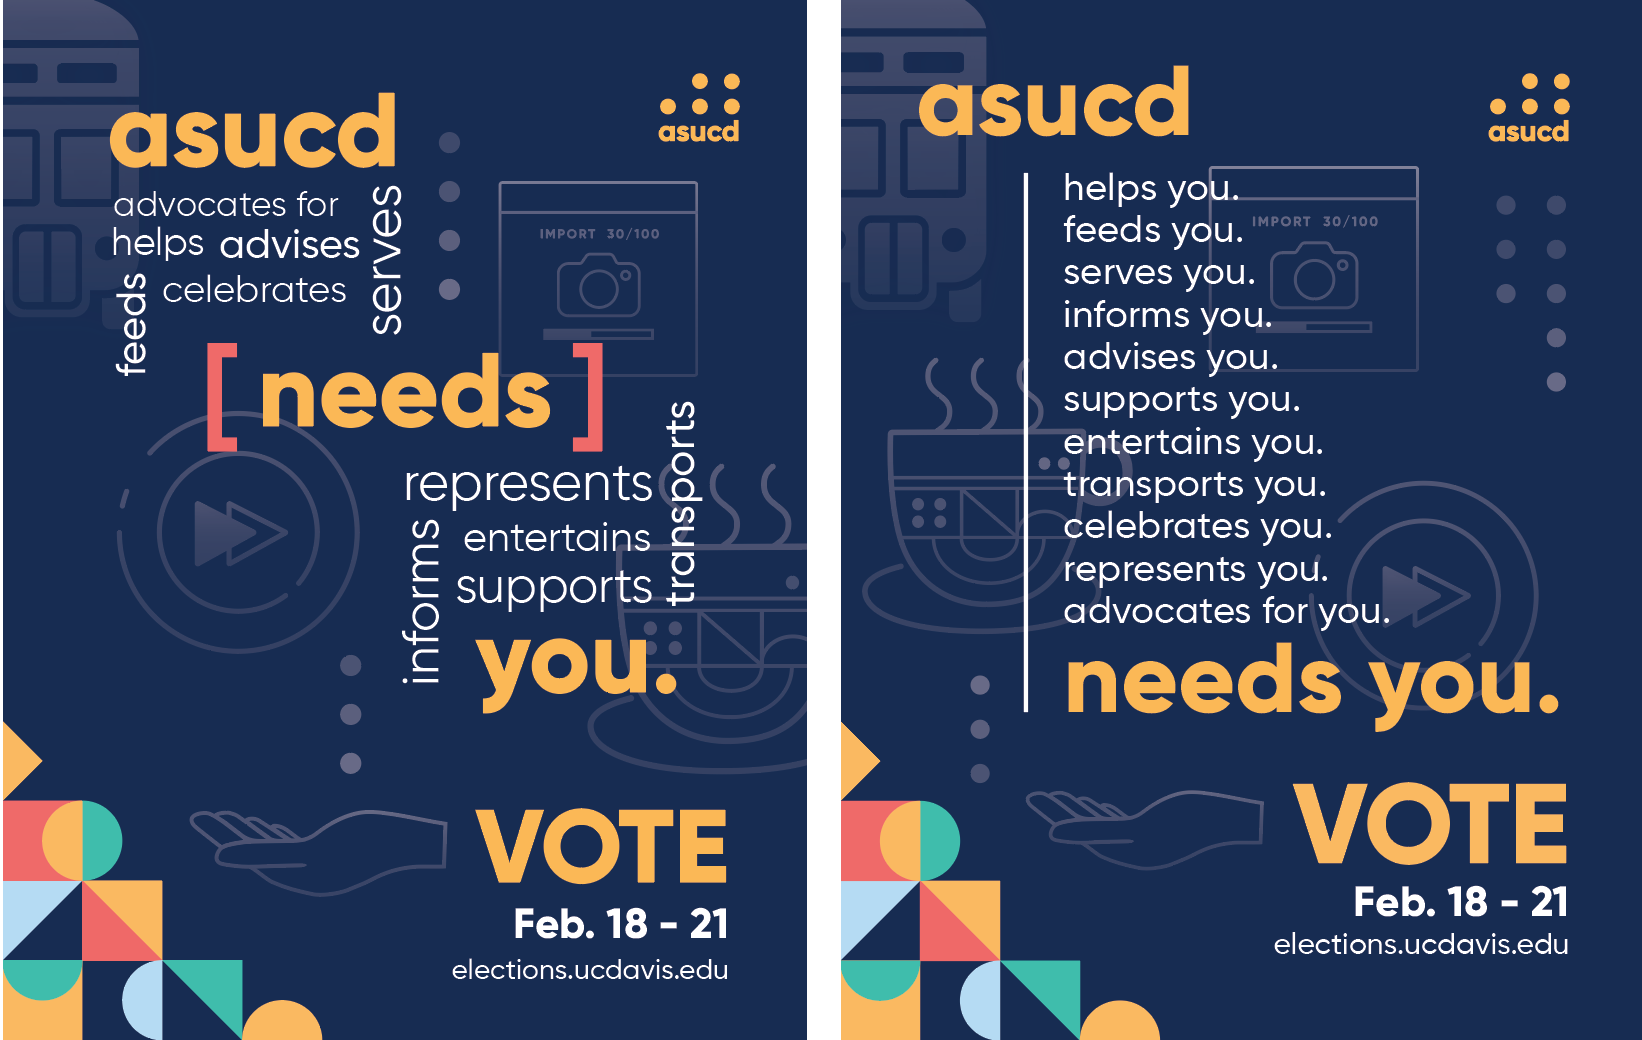 asucd
asucd
advocates for
helps advises
celebrates
feeds
serves
IMPORT 30/100
[needs]
represents
entertains
supports
informs
transports
you.
VOTE
Feb. 18 - 21
elections.ucdavis.edu
asucd
asucd
helps you.
feeds you.
serves you.
informs you.
advises you.
supports you.
entertains you.
transports you.
celebrates you.
represents you.
advocates for you.
IMPORT 30/100
needs you.
VOTE
Feb. 18 - 21
elections.ucdavis.edu